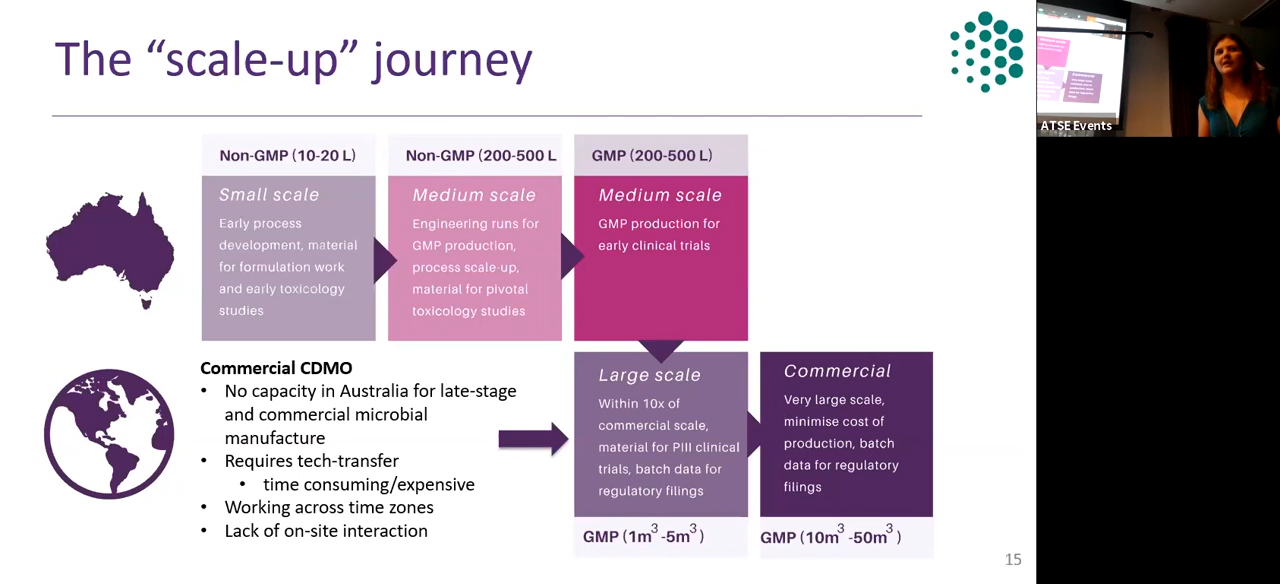 The “scale-up” journey
Non-GMP (10-20 L)
Small scale
Early process
development, material
for formulation work
and early toxicology
studies
Non-GMP (200-500 L
Medium scale
Engineering runs for
GMP production,
process scale-up,
material for pivotal
toxicology studies
GMP (200-500 L)
Medium scale
GMP production for
early clinical trials
Commercial CDMO
• No capacity in Australia for late-stage
and commercial microbial
manufacture
• Requires tech-transfer
• time consuming/expensive
• Working across time zones
• Lack of on-site interaction
Large scale
Within 10x of
commercial scale,
material for PIII clinical
trials, batch data for
regulatory filings
GMP (1m³-5m³)
Commercial
Very large scale,
minimise cost of
production, batch
data for regulatory
filings
GMP (10m³-50m³)
15
ATSE Events